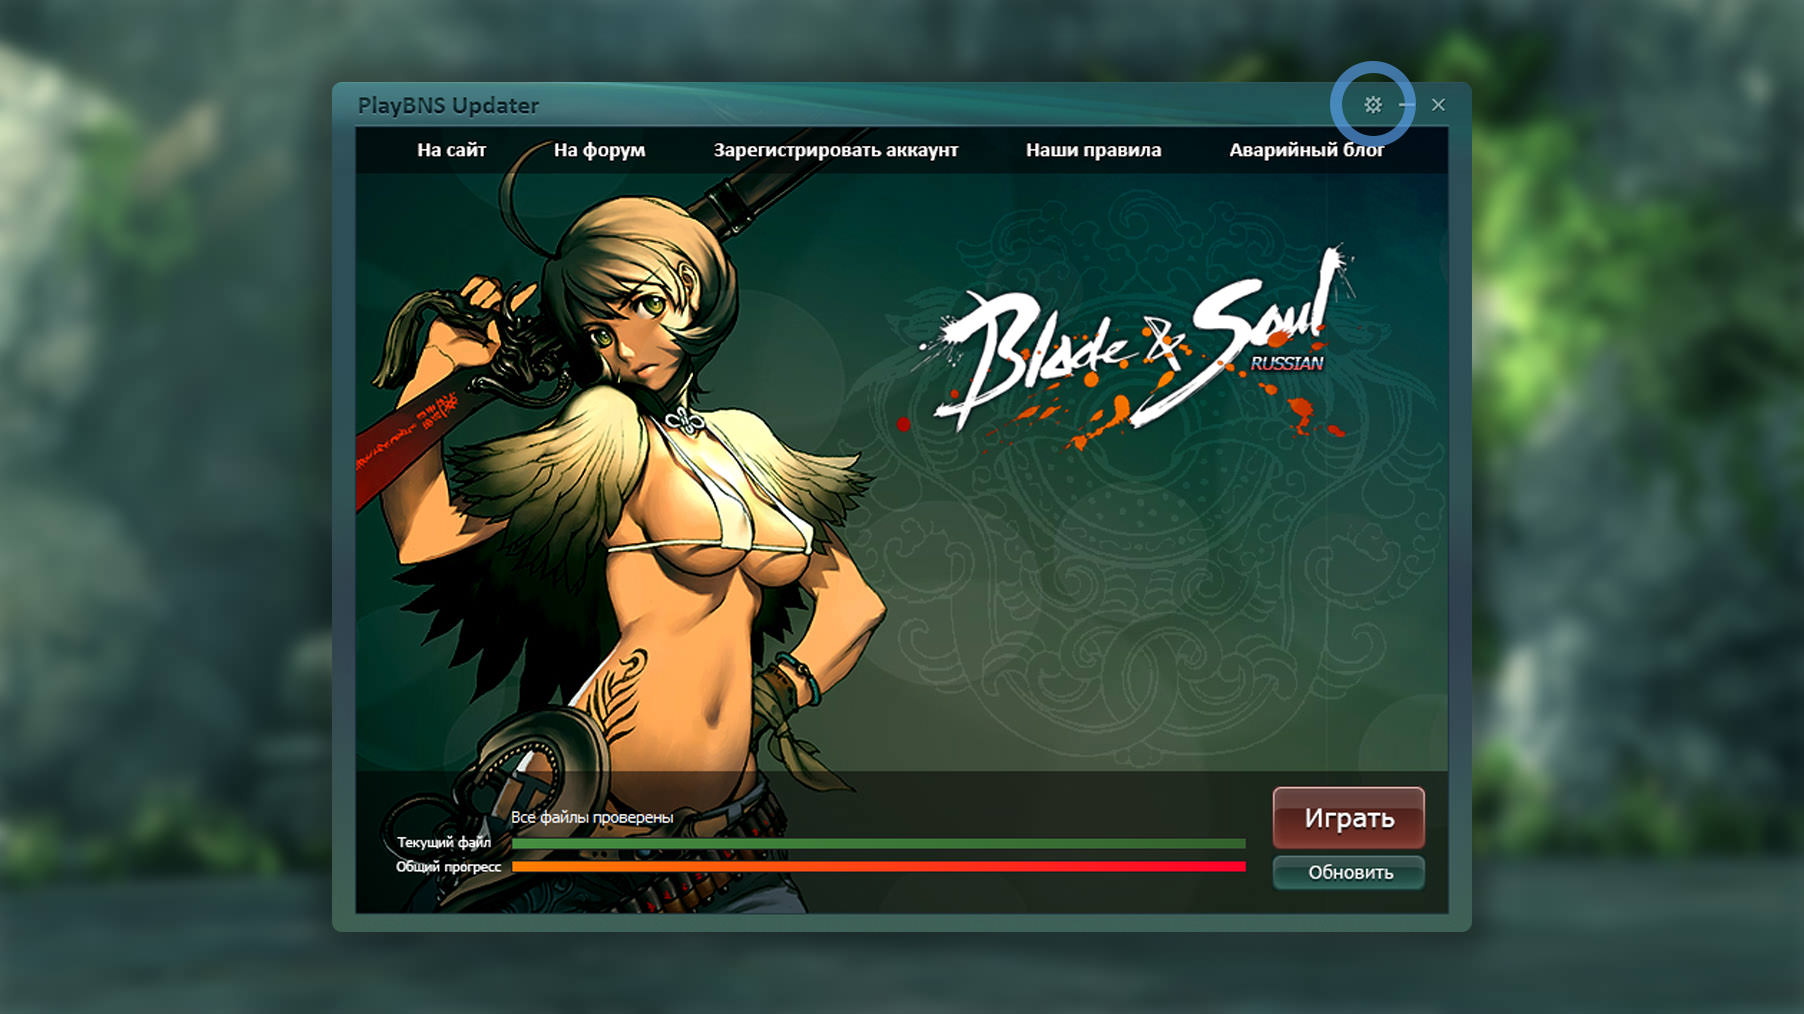 PlayBNS Updater
На сайт
На форум
Зарегистрировать аккаунт
Наши правила
Аварийный блог
Blade & Soul
RUSSIAN
Все файлы проверены
Текущий файл
Общий прогресс
Играть
Обновить